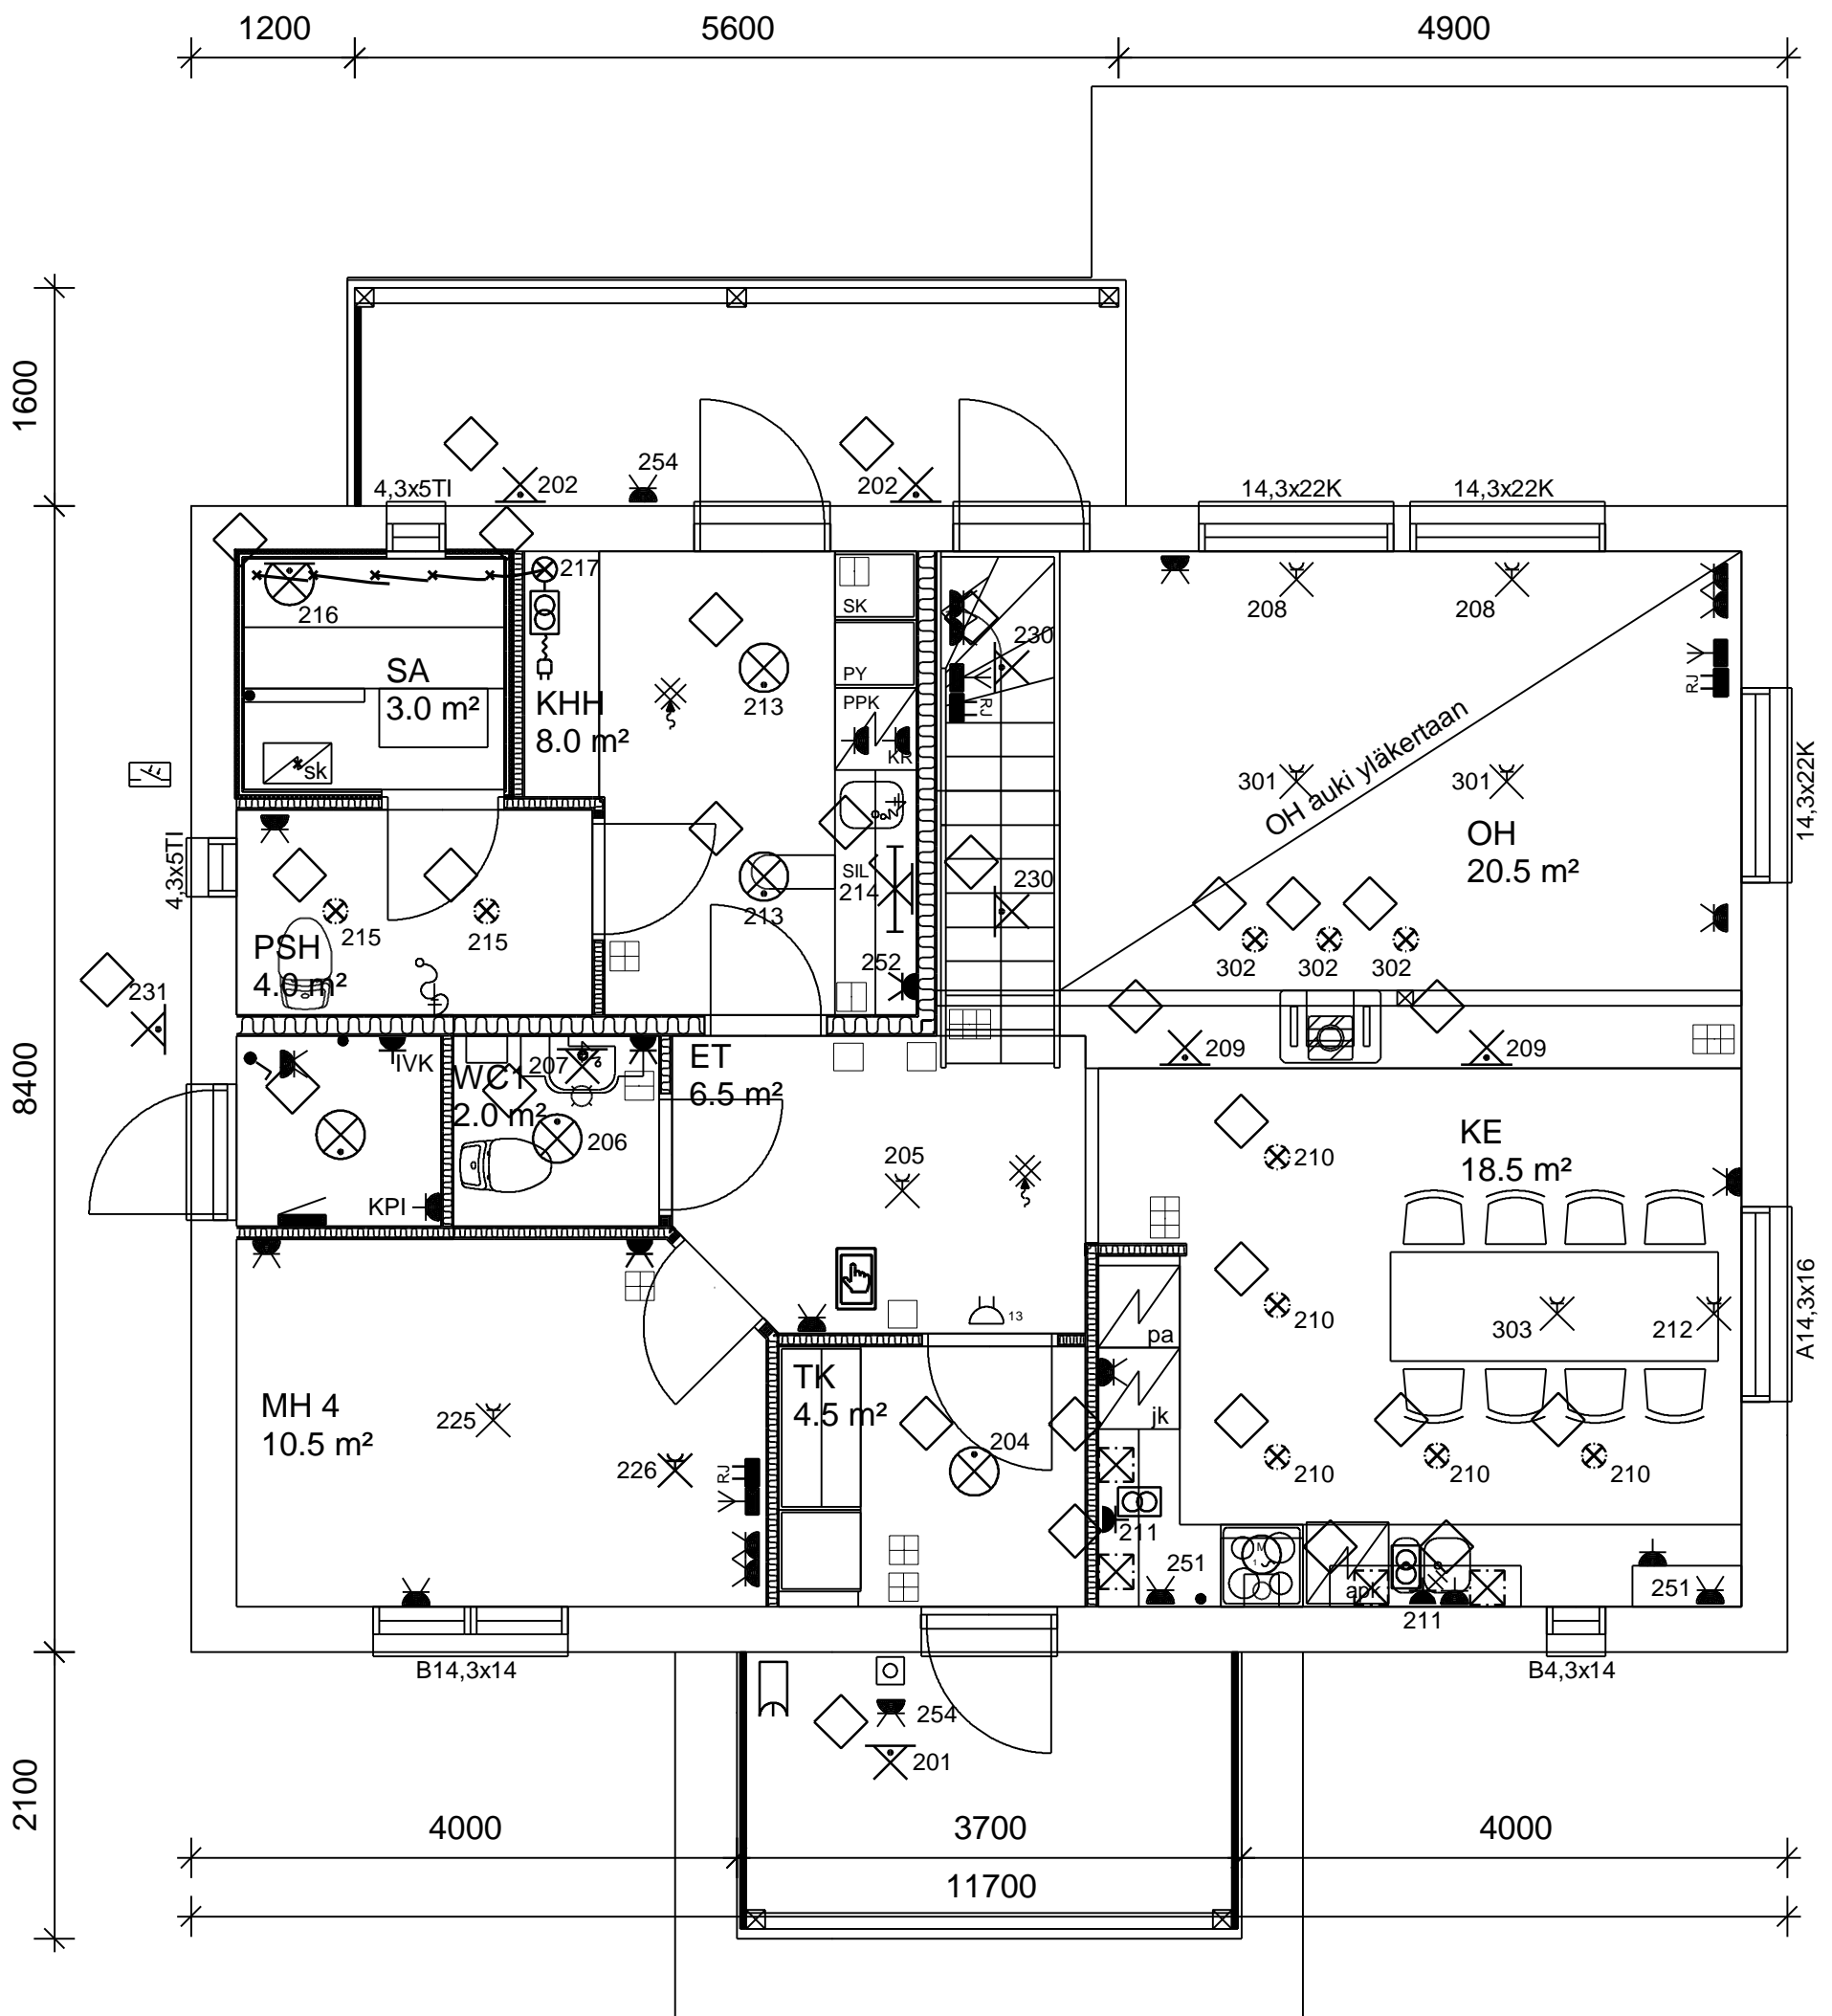 1200
5600
4900
1600
8400
2100
254
4,3x5TI
202
202
14,3x22K
14,3x22K
217
216
SK
208
208
230
SA
3.0 m²
PY
RJ
KHH
8.0 m²
213
PPK
RJ
OH auki yläkertaan
KR
301
301
14,3x22K
OH
20.5 m²
4,3x5TI
SIL
214
230
213
215
215
PSH
4.0 m²
252
302
302
302
231
IVK
207
209
209
WC1
2.0 m²
ET
6.5 m²
206
205
KE
18.5 m²
210
KPI
sk
13
210
303
212
A14,3x16
pa
TK
4.5 m²
MH 4
10.5 m²
225
jk
204
226
RJ
210
210
210
211
251
M
1
apk
251
211
B14,3x14
B4,3x14
254
201
4000
3700
4000
11700